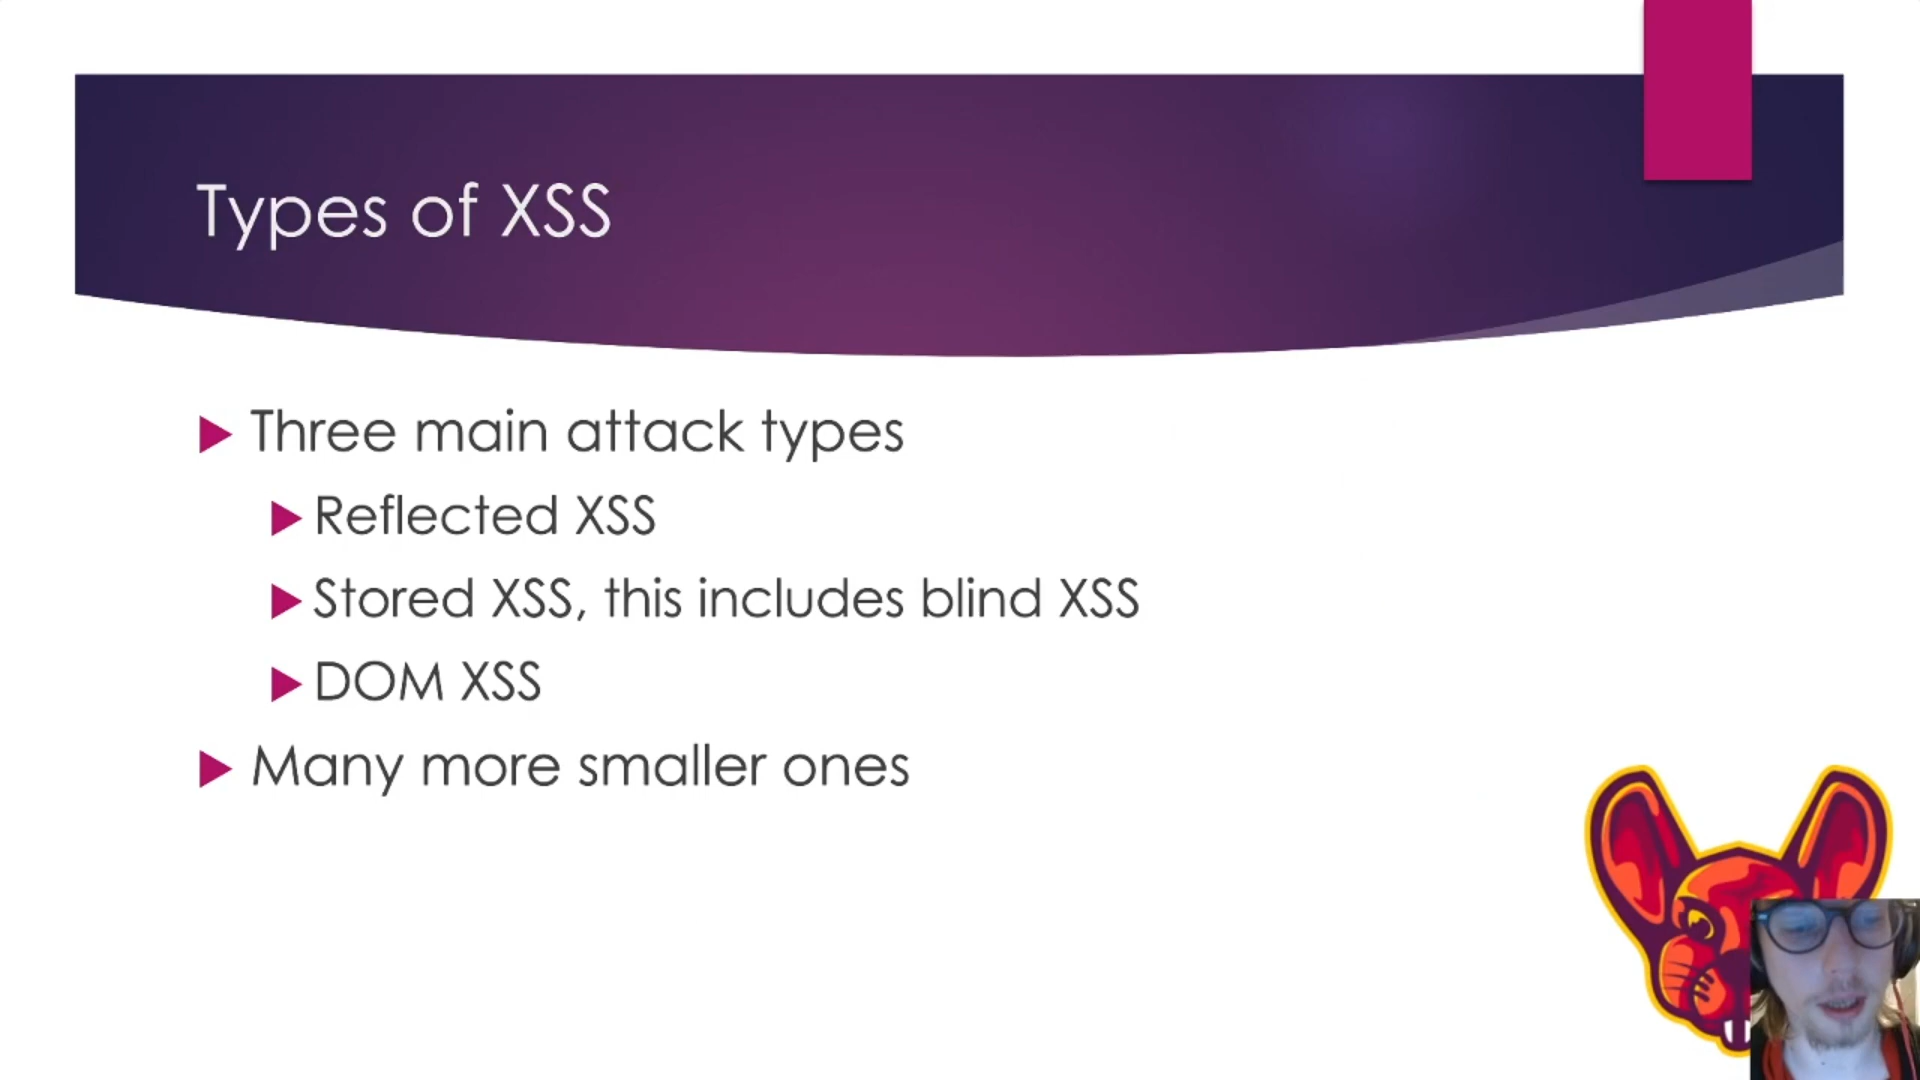 Types of XSS
Three main attack types
Reflected XSS
Stored XSS, this includes blind XSS
DOM XSS
Many more smaller ones